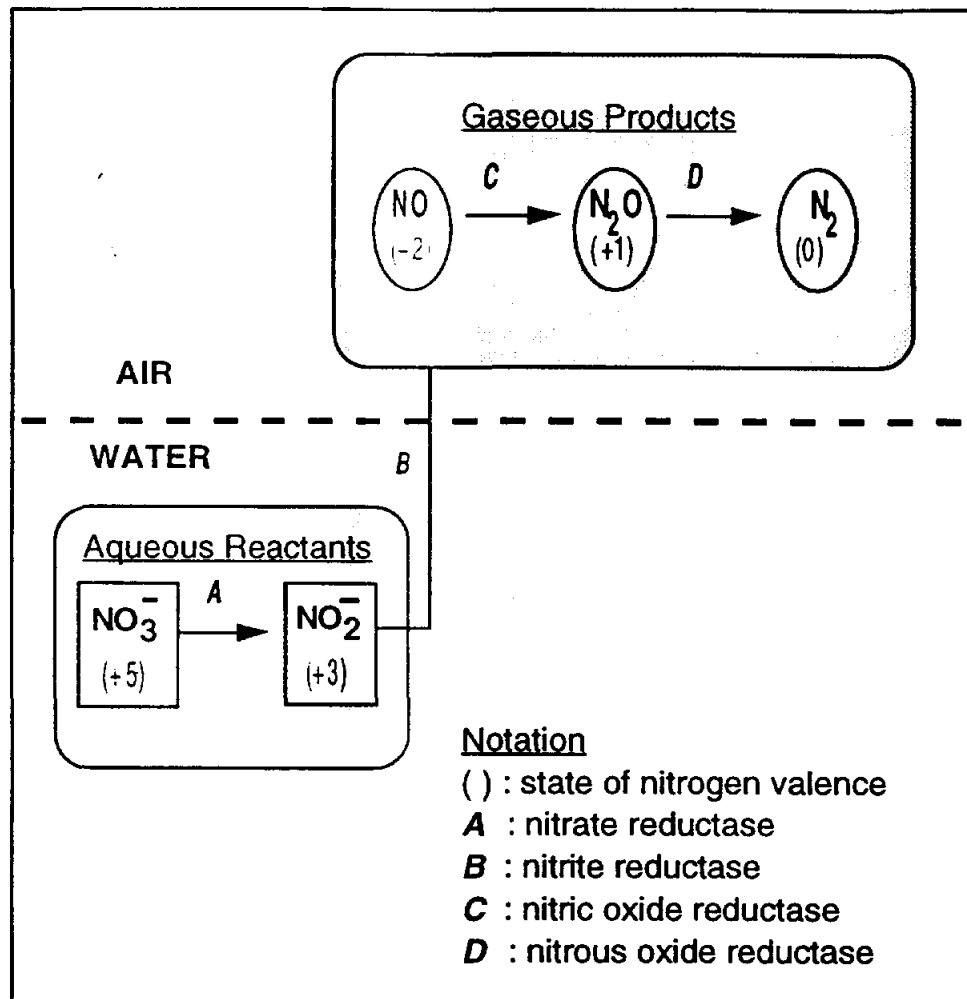 Gaseous Products
C D
NO N₂O N₂
(-2) (+1) (0)
AIR
WATER
B
Aqueous Reactants
A
NO₃⁻ NO₂⁻
(+5) (+3)
Notation
( ) : state of nitrogen valence
A : nitrate reductase
B : nitrite reductase
C : nitric oxide reductase
D : nitrous oxide reductase